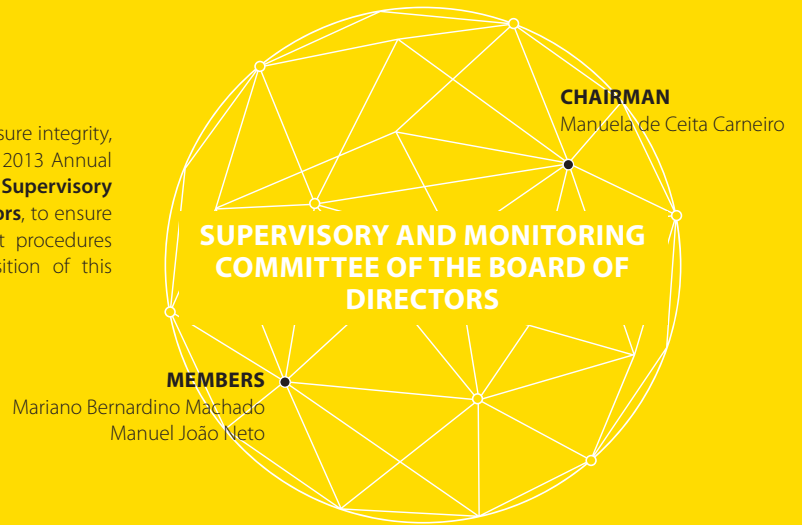 sure integrity,
2013 Annual
Supervisory
ors, to ensure
t procedures
sition of this
CHAIRMAN
Manuela de Ceita Carneiro
SUPERVISORY AND MONITORING
COMMITTEE OF THE BOARD OF
DIRECTORS
MEMBERS
Mariano Bernardino Machado
Manuel João Neto